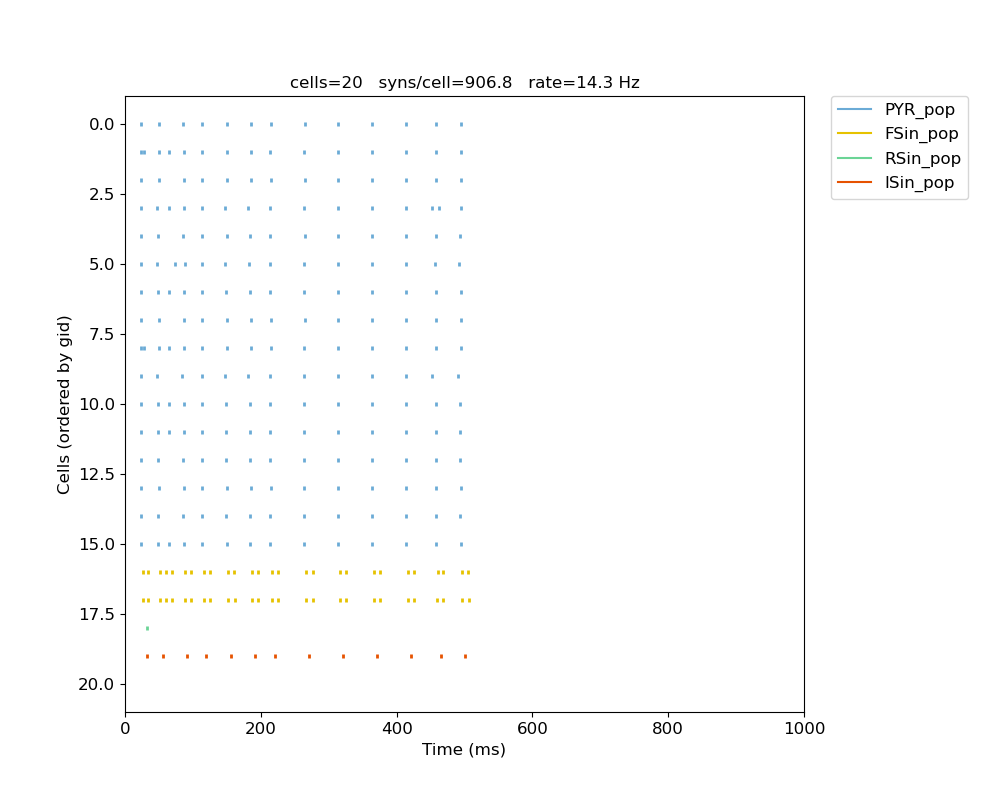 cells=20   syns/cell=906.8   rate=14.3 Hz
PYR_pop
FSin_pop
RSin_pop
ISin_pop
Cells (ordered by gid)
0.0
2.5
5.0
7.5
10.0
12.5
15.0
17.5
20.0
0 200 400 600 800 1000
Time (ms)